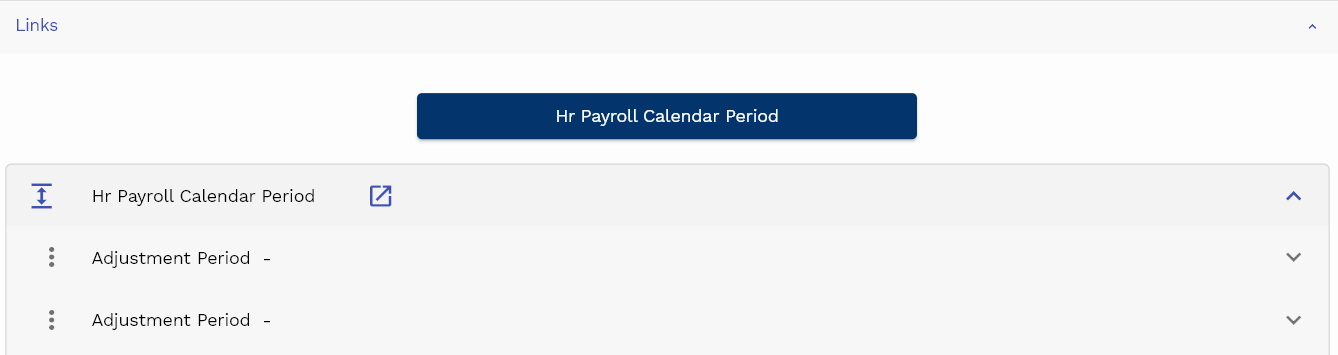 Links
Hr Payroll Calendar Period
Hr Payroll Calendar Period
Adjustment Period -
Adjustment Period -